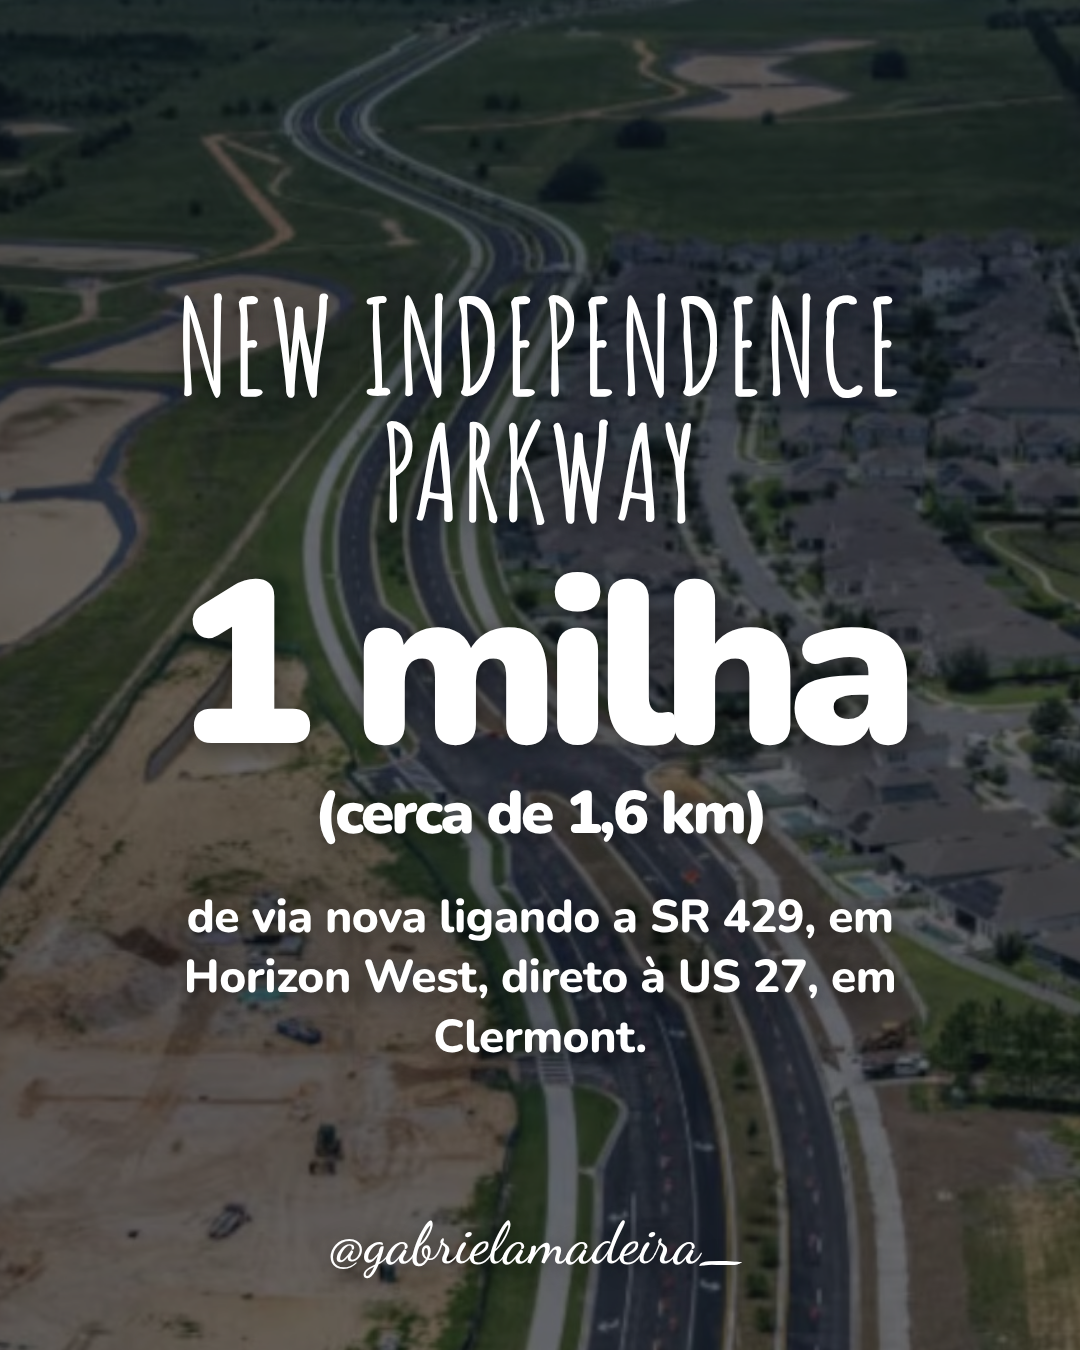 NEW INDEPENDENCE
PARKWAY
1 milha
(cerca de 1,6 km)
de via nova ligando a SR 429, em
Horizon West, direto à US 27, em
Clermont.
@gabrielamadeira_